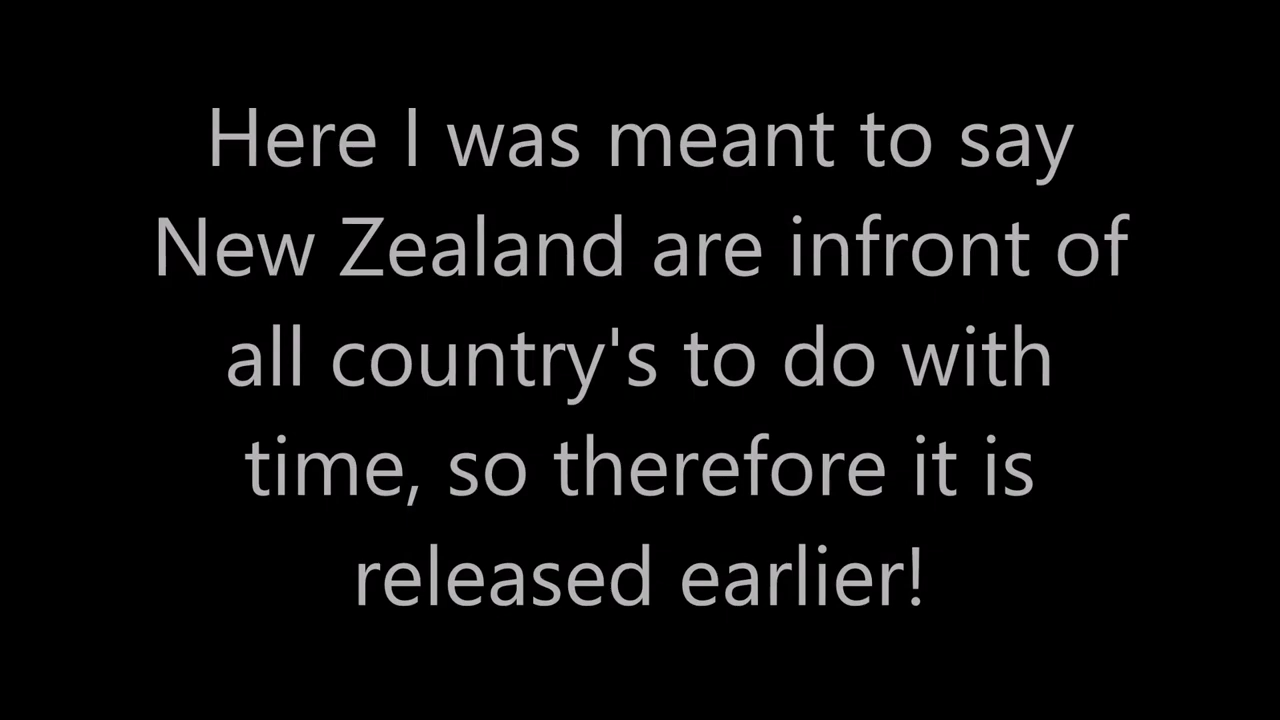 Here I was meant to say
New Zealand are infront of
all country's to do with
time, so therefore it is
released earlier!